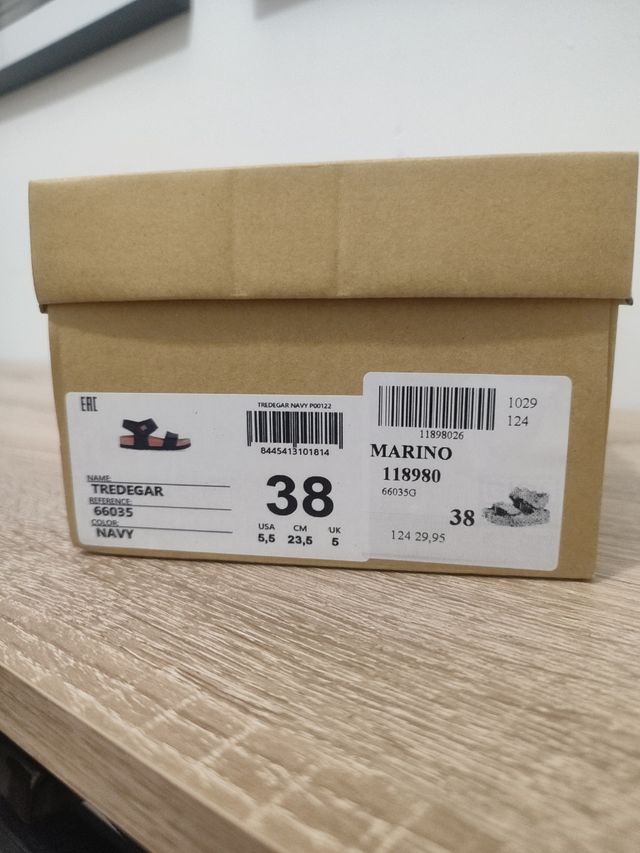 EAC
TREDEGAR NAVY P00122
8445413101814
NAME:
TREDEGAR
REFERENCE:
66035
COLOR:
NAVY
38
USA CM UK
5,5 23,5 5
1029
124
11898026
MARINO
118980
66035G
38
124 29,95